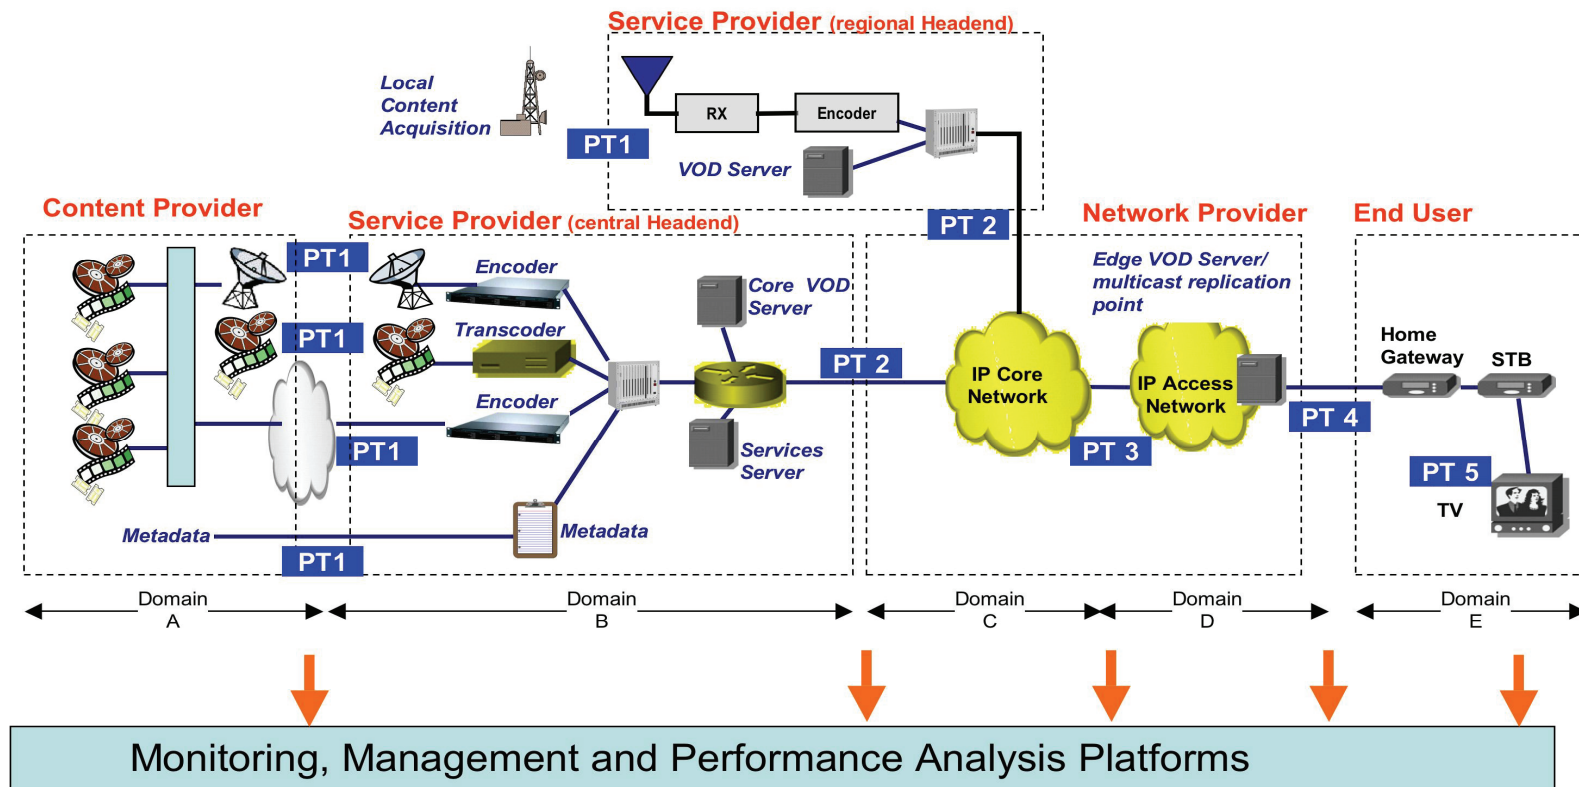 Service Provider (regional Headend)
Local
Content
Acquisition
PT1
RX
Encoder
VOD Server
Content Provider
Service Provider (central Headend)
PT 2
Network Provider
End User
PT1
Encoder
Core VOD
Server
Edge VOD Server/
multicast replication
point
PT1
Transcoder
PT 2
IP Core
Network
IP Access
Network
Home
Gateway
STB
Encoder
PT1
Services
Server
PT 3
PT 4
PT 5
TV
Metadata
Metadata
PT1
Domain
A
Domain
B
Domain
C
Domain
D
Domain
E
Monitoring, Management and Performance Analysis Platforms